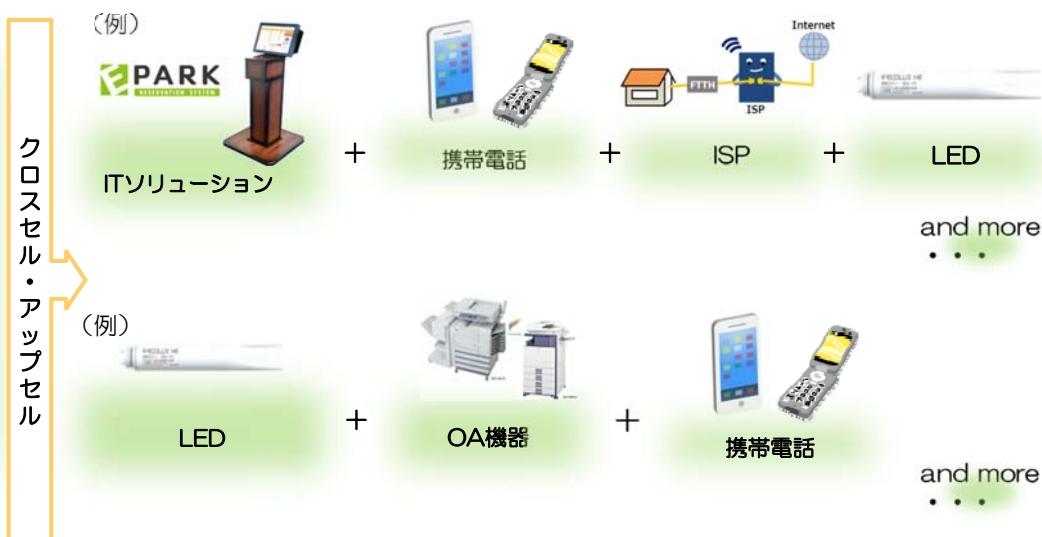 クロスセル・アップセル
（例）
EPARK
RESERVATION SYSTEM
ITソリューション
+
携帯電話
+
Internet
FTTH
ISP
ISP
+
LED
and more
・・・
（例）
LED
+
OA機器
+
携帯電話
and more
・・・